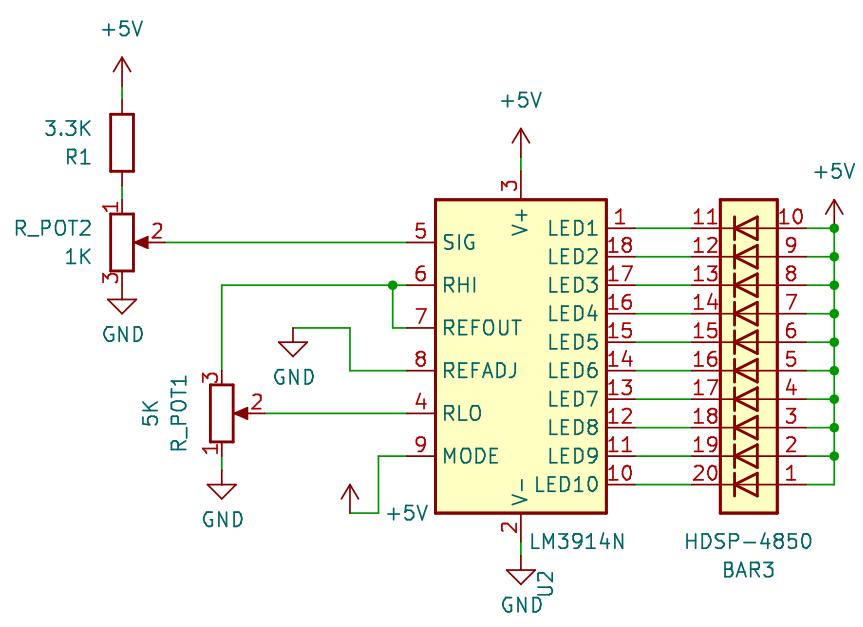 +5V
3.3K
R1
R_POT2
1K
1
2
3
GND
+5V
3
V+
5 SIG
6 RHI
7 REFOUT
8 REFADJ
4 RLO
9 MODE
GND
5K
R_POT1
3
2
1
GND
+5V
LED1 1
LED2 18
LED3 17
LED4 16
LED5 15
LED6 14
LED7 13
LED8 12
LED9 11
LED10 10
V-
2
LM3914N
GND
U2
+5V
11 10
12 9
13 8
14 7
15 6
16 5
17 4
18 3
19 2
20 1
HDSP-4850
BAR3